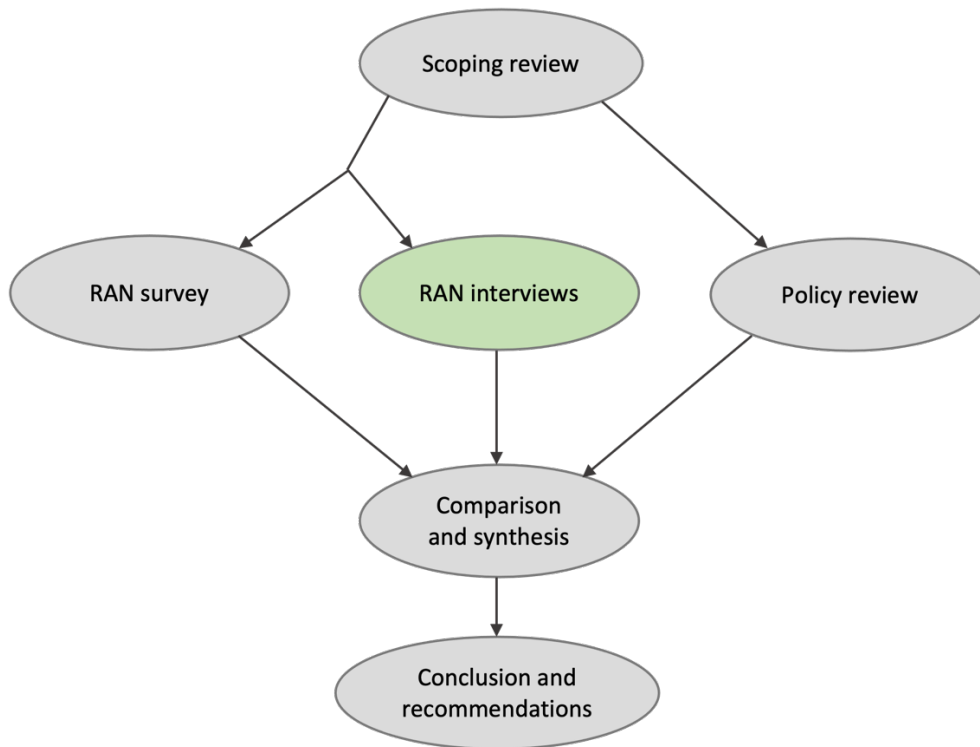 Scoping review
RAN survey
RAN interviews
Policy review
Comparison
and synthesis
Conclusion and
recommendations